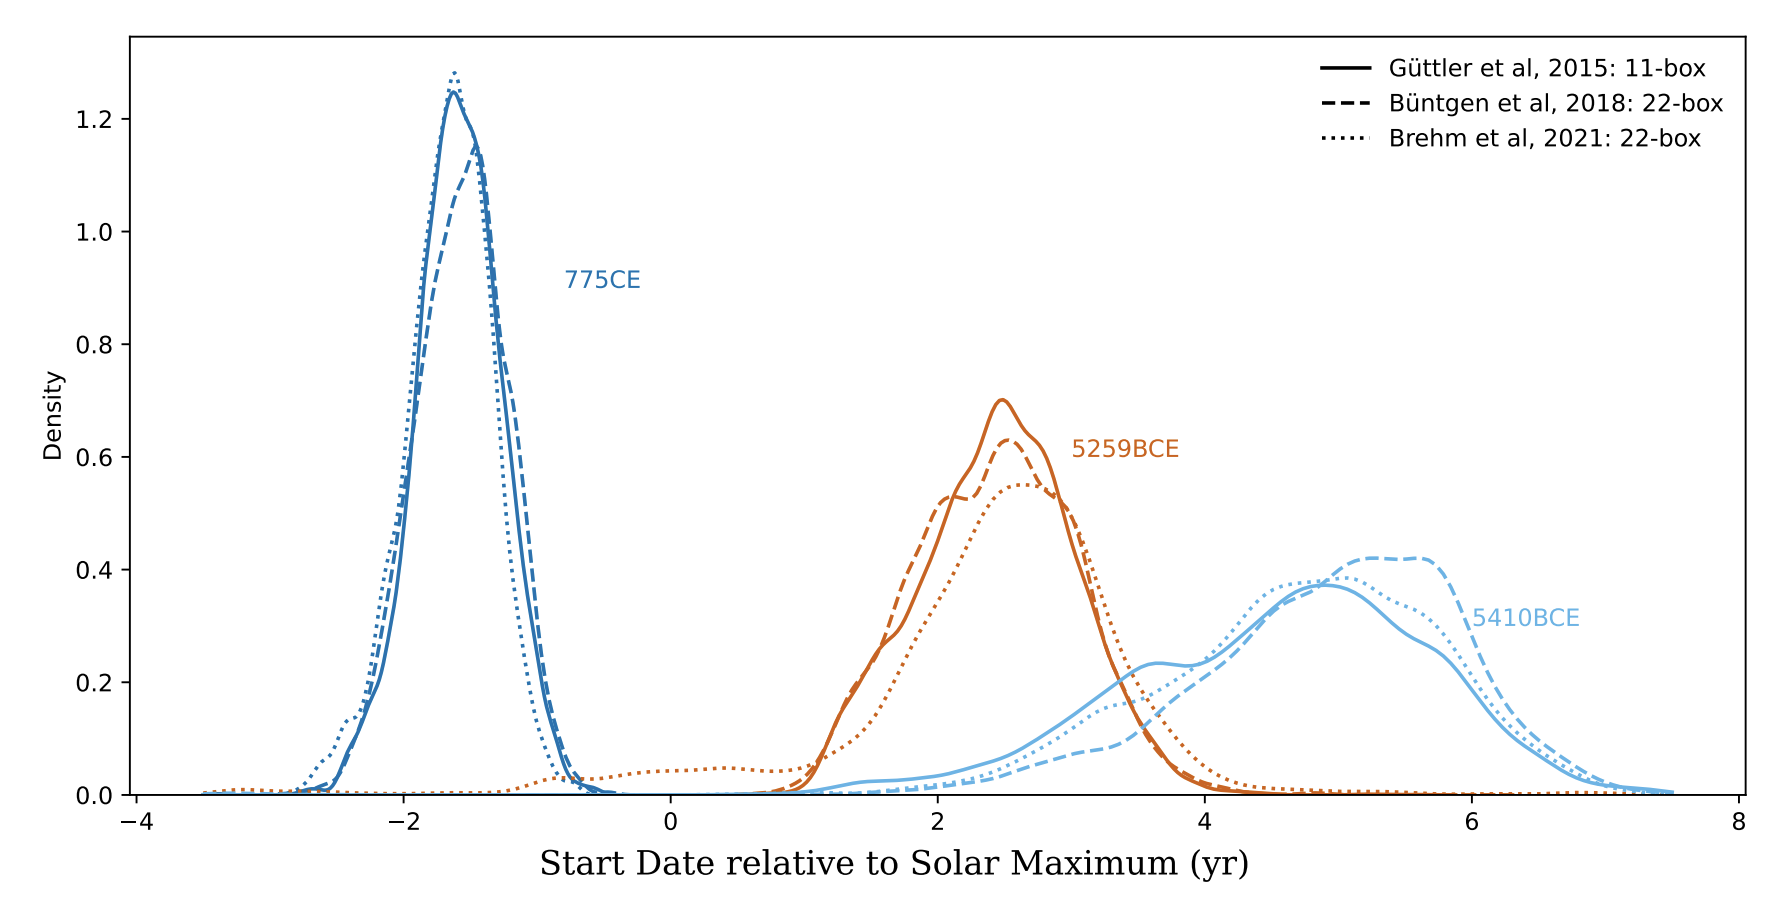 Güttler et al, 2015: 11-box
Büntgen et al, 2018: 22-box
Brehm et al, 2021: 22-box
775CE
5259BCE
5410BCE
Density
1.2
1.0
0.8
0.6
0.4
0.2
0.0
−4 −2 0 2 4 6 8
Start Date relative to Solar Maximum (yr)